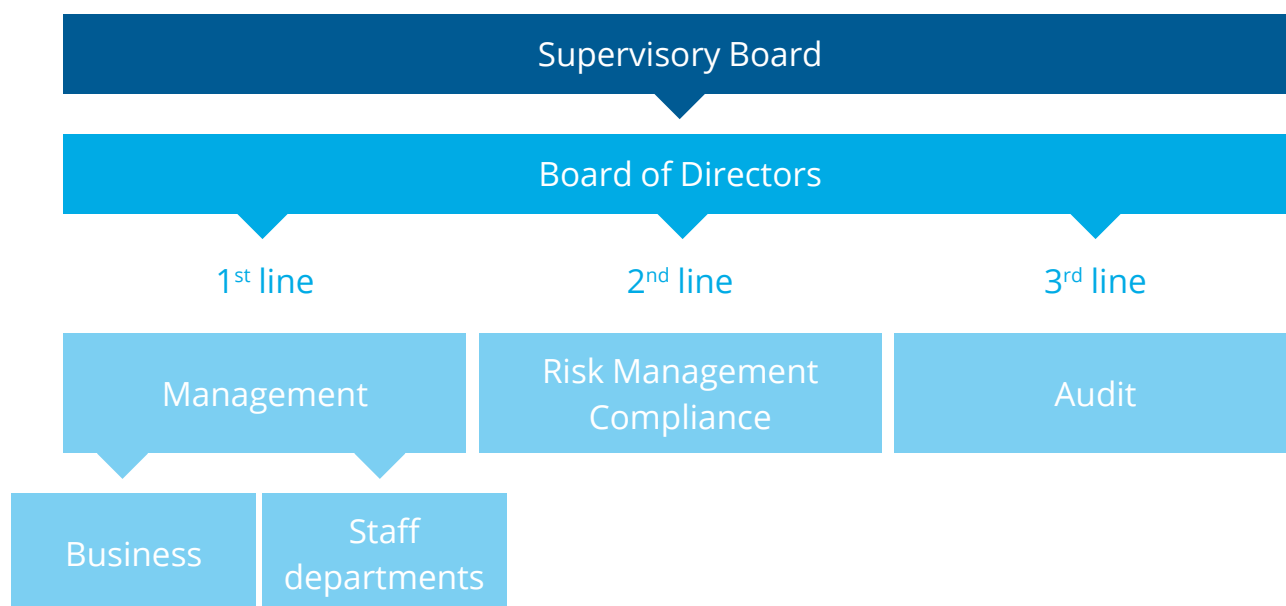 Supervisory Board
Board of Directors
1st line
2nd line
3rd line
Management
Risk Management
Compliance
Audit
Business
Staff
departments